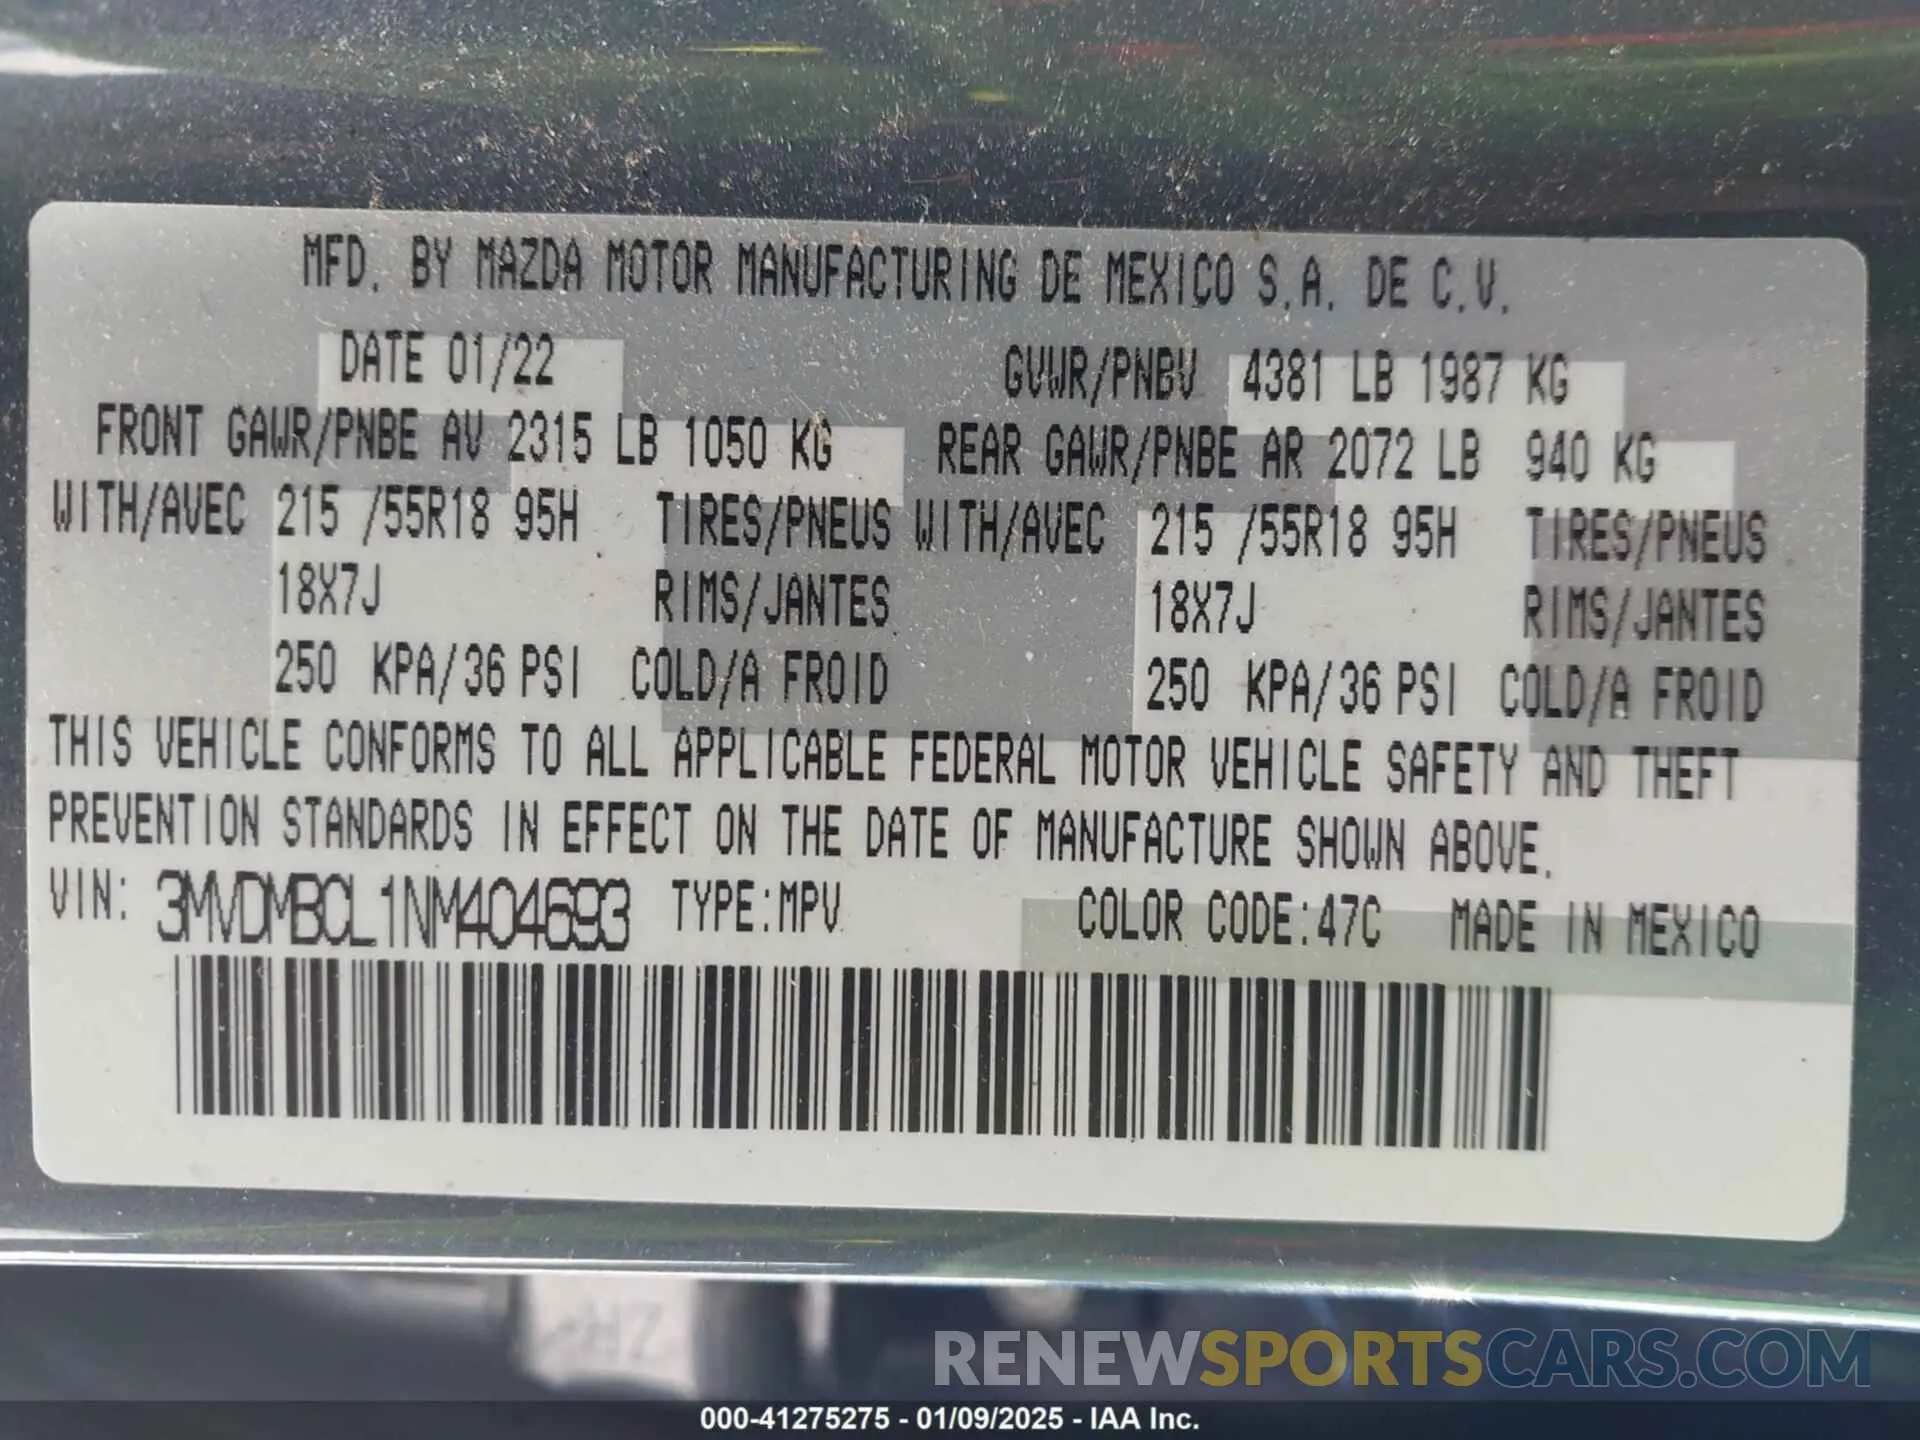 MFD. BY MAZDA MOTOR MANUFACTURING DE MEXICO S.A. DE C.V.
DATE 01/22 GVWR/PNBV 4381 LB 1987 KG
FRONT GAWR/PNBE AV 2315 LB 1050 KG REAR GAWR/PNBE AR 2072 LB 940 KG
WITH/AVEC 215 /55R18 95H TIRES/PNEUS WITH/AVEC 215 /55R18 95H TIRES/PNEUS
18X7J RIMS/JANTES 18X7J RIMS/JANTES
250 KPA/36 PSI COLD/A FROID 250 KPA/36 PSI COLD/A FROID
THIS VEHICLE CONFORMS TO ALL APPLICABLE FEDERAL MOTOR VEHICLE SAFETY AND THEFT
PREVENTION STANDARDS IN EFFECT ON THE DATE OF MANUFACTURE SHOWN ABOVE.
VIN: 3MVDMBCL1NM404693 TYPE:MPV COLOR CODE:47C MADE IN MEXICO
RENEWSPORTSCARS.COM
000-41275275 - 01/09/2025 - IAA Inc.